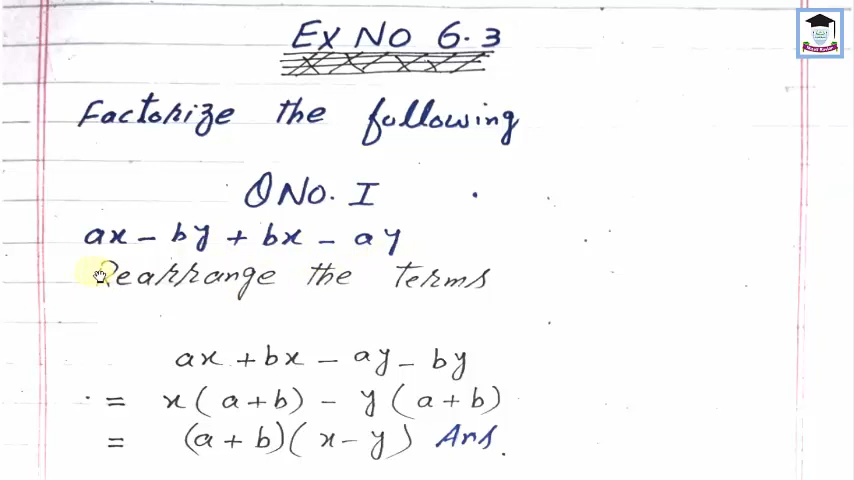 Ex No 6.3
Factorize the following
Q No. I
ax - by + bx - ay
Rearrange the terms
ax + bx - ay - by
= x(a+b) - y(a+b)
= (a+b)(x-y) Ans.